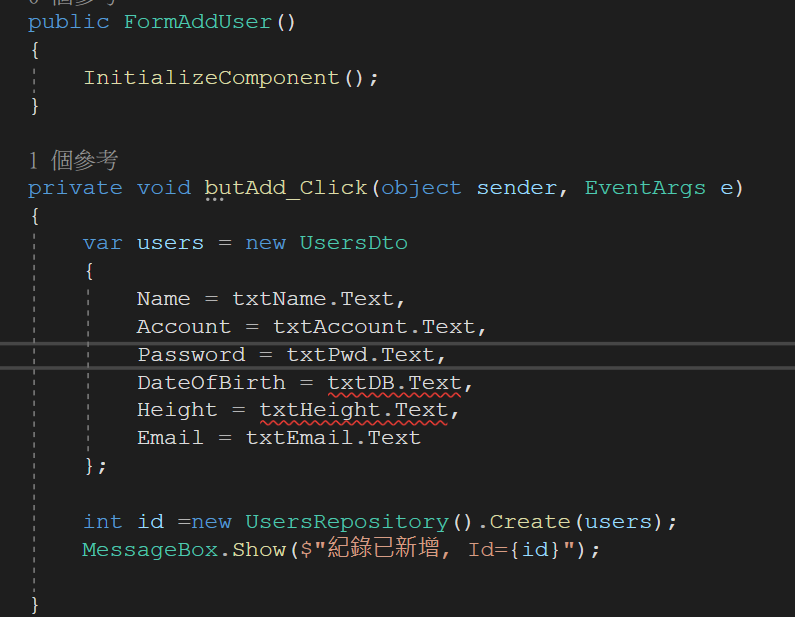 0 個參考
public FormAddUser()
{
InitializeComponent();
}
1 個參考
private void butAdd_Click(object sender, EventArgs e)
{
var users = new UsersDto
{
Name = txtName.Text,
Account = txtAccount.Text,
Password = txtPwd.Text,
DateOfBirth = txtDB.Text,
Height = txtHeight.Text,
Email = txtEmail.Text
};
int id =new UsersRepository().Create(users);
MessageBox.Show($"紀錄已新增, Id={id}");
}